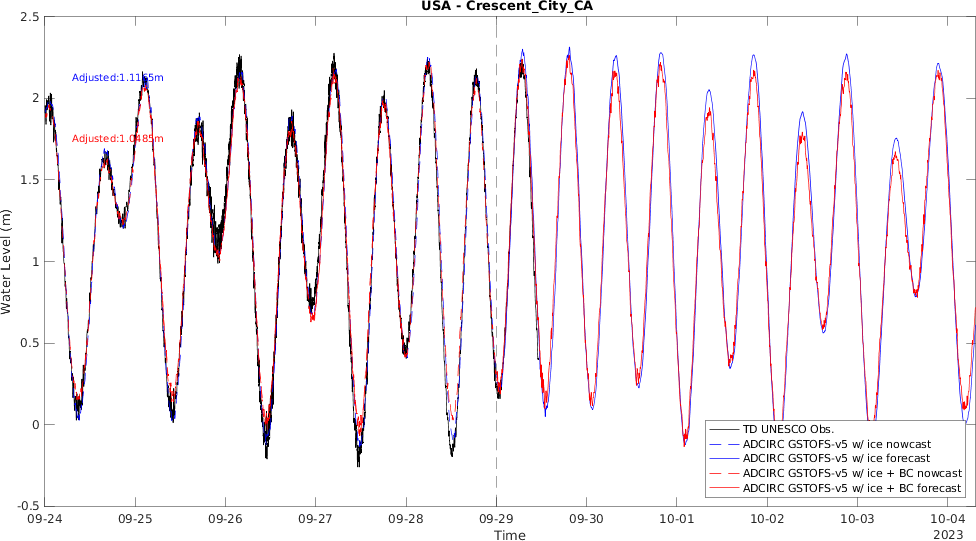 USA - Crescent_City_CA
2.5
2
1.5
1
0.5
0
-0.5
Water Level (m)
Adjusted:1.1165m
Adjusted:1.0485m
TD UNESCO Obs.
ADCIRC GSTOFS-v5 w/ ice nowcast
ADCIRC GSTOFS-v5 w/ ice forecast
ADCIRC GSTOFS-v5 w/ ice + BC nowcast
ADCIRC GSTOFS-v5 w/ ice + BC forecast
09-24 09-25 09-26 09-27 09-28 09-29 09-30 10-01 10-02 10-03 10-04
Time
2023